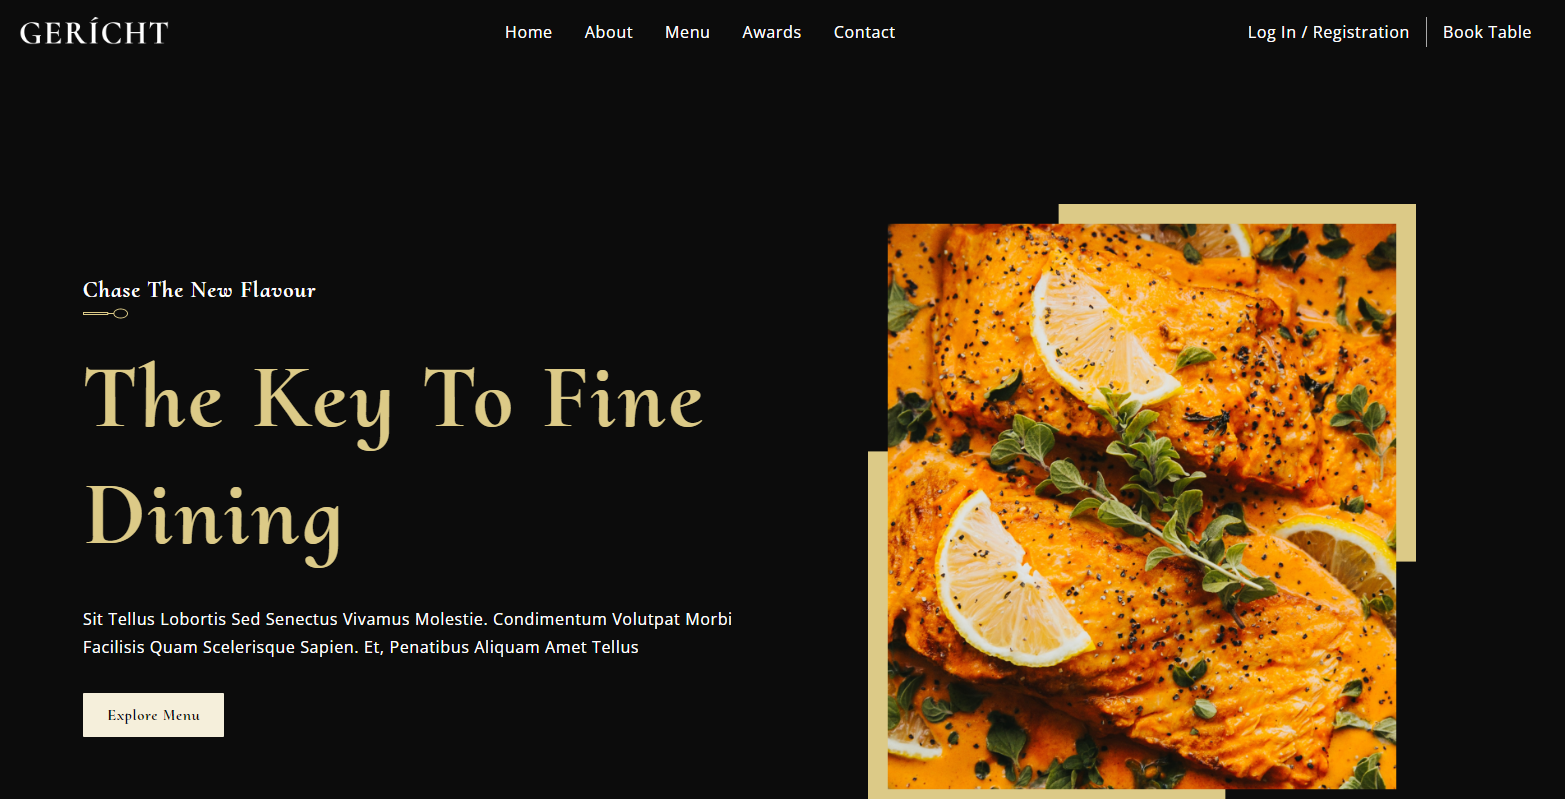 GERÍCHT
Home About Menu Awards Contact
Log In / Registration Book Table
Chase The New Flavour
The Key To Fine
Dining
Sit Tellus Lobortis Sed Senectus Vivamus Molestie. Condimentum Volutpat Morbi
Facilisis Quam Scelerisque Sapien. Et, Penatibus Aliquam Amet Tellus
Explore Menu